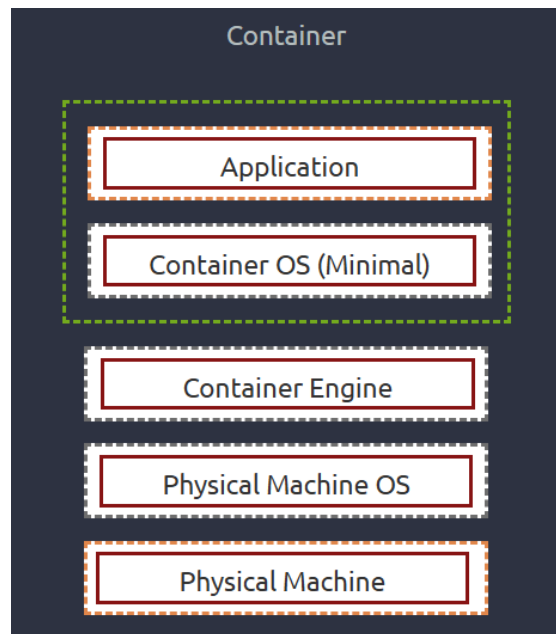 Container
Application
Container OS (Minimal)
Container Engine
Physical Machine OS
Physical Machine